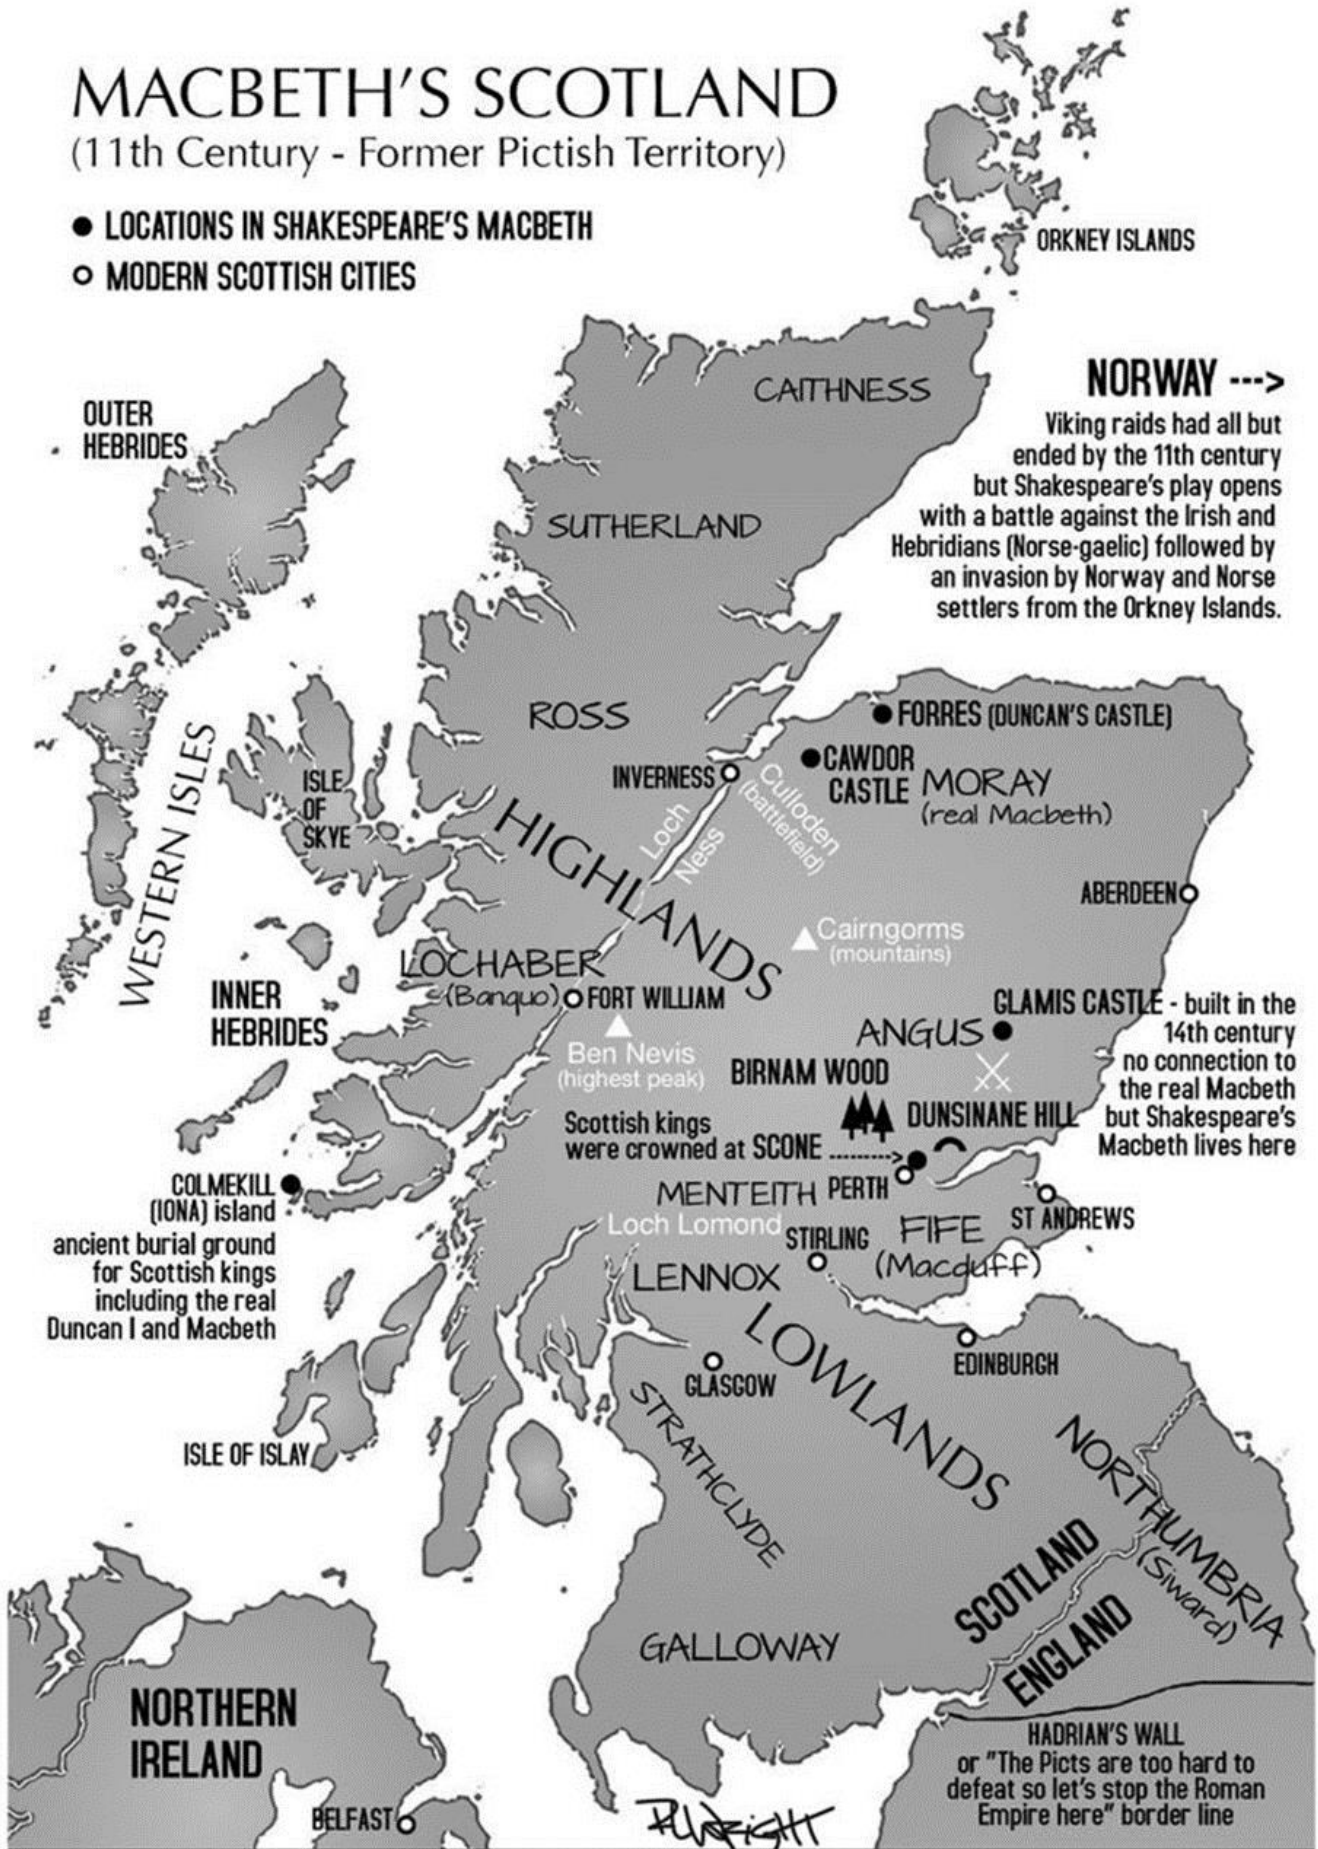 MACBETH'S SCOTLAND
(11th Century - Former Pictish Territory)
● LOCATIONS IN SHAKESPEARE'S MACBETH
○ MODERN SCOTTISH CITIES
ORKNEY ISLANDS
CAITHNESS
NORWAY --->
Viking raids had all but
ended by the 11th century
but Shakespeare's play opens
with a battle against the Irish and
Hebridians (Norse-gaelic) followed by
an invasion by Norway and Norse
settlers from the Orkney Islands.
OUTER
HEBRIDES
SUTHERLAND
ROSS
FORRES (DUNCAN'S CASTLE)
CAWDOR
CASTLE
MORAY
(real Macbeth)
INVERNESS
Culloden
(battlefield)
Loch
Ness
WESTERN ISLES
ISLE
OF
SKYE
HIGHLANDS
ABERDEEN
Cairngorms
(mountains)
LOCHABER
(Banquo)
FORT WILLIAM
INNER
HEBRIDES
Ben Nevis
(highest peak)
GLAMIS CASTLE - built in the
14th century
no connection to
the real Macbeth
but Shakespeare's
Macbeth lives here
ANGUS
BIRNAM WOOD
DUNSINANE HILL
Scottish kings
were crowned at SCONE -------->
COLMEKILL
(IONA) island
ancient burial ground
for Scottish kings
including the real
Duncan I and Macbeth
MENTEITH
PERTH
Loch Lomond
STIRLING
FIFE
(Macduff)
ST ANDREWS
LENNOX
LOWLANDS
EDINBURGH
GLASGOW
STRATHCLYDE
ISLE OF ISLAY
NORTHUMBRIA
(Siward)
SCOTLAND
ENGLAND
GALLOWAY
NORTHERN
IRELAND
BELFAST
HADRIAN'S WALL
or "The Picts are too hard to
defeat so let's stop the Roman
Empire here" border line